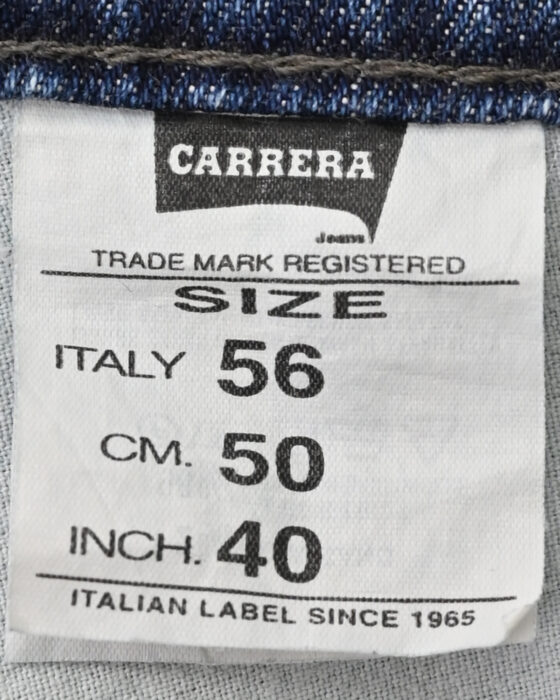 CARRERA
Jeans
TRADE MARK REGISTERED
SIZE
ITALY 56
CM. 50
INCH. 40
ITALIAN LABEL SINCE 1965